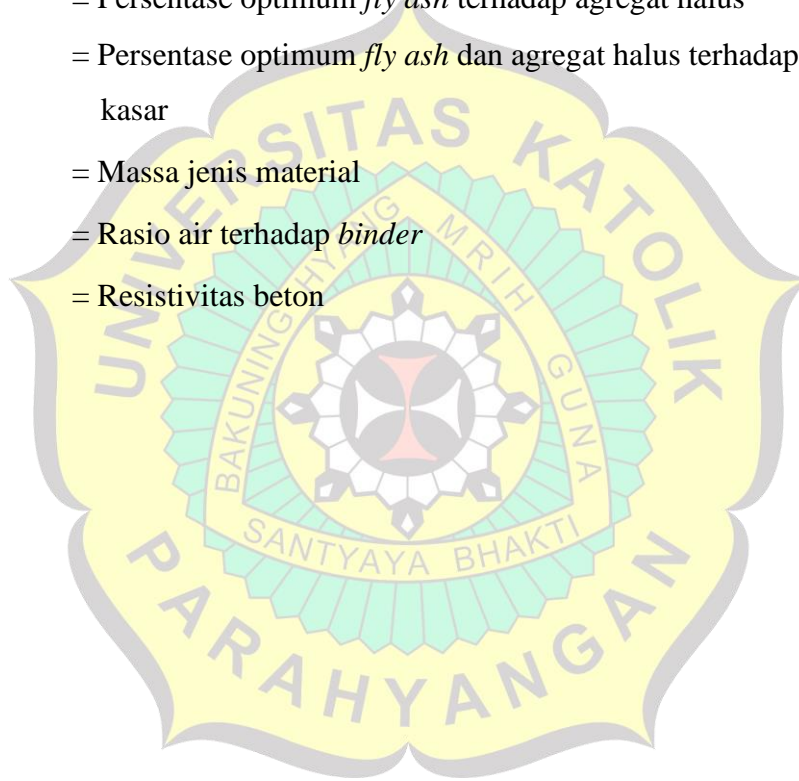 = Persentase optimum fly ash terhadap agregat halus
= Persentase optimum fly ash dan agregat halus terhadap
kasar
= Massa jenis material
= Rasio air terhadap binder
= Resistivitas beton
UNIVERSITAS KATOLIK
PARAHYANGAN
BAKUNING HYANG MRIH GUNA
SANTYAYA BHAKTI